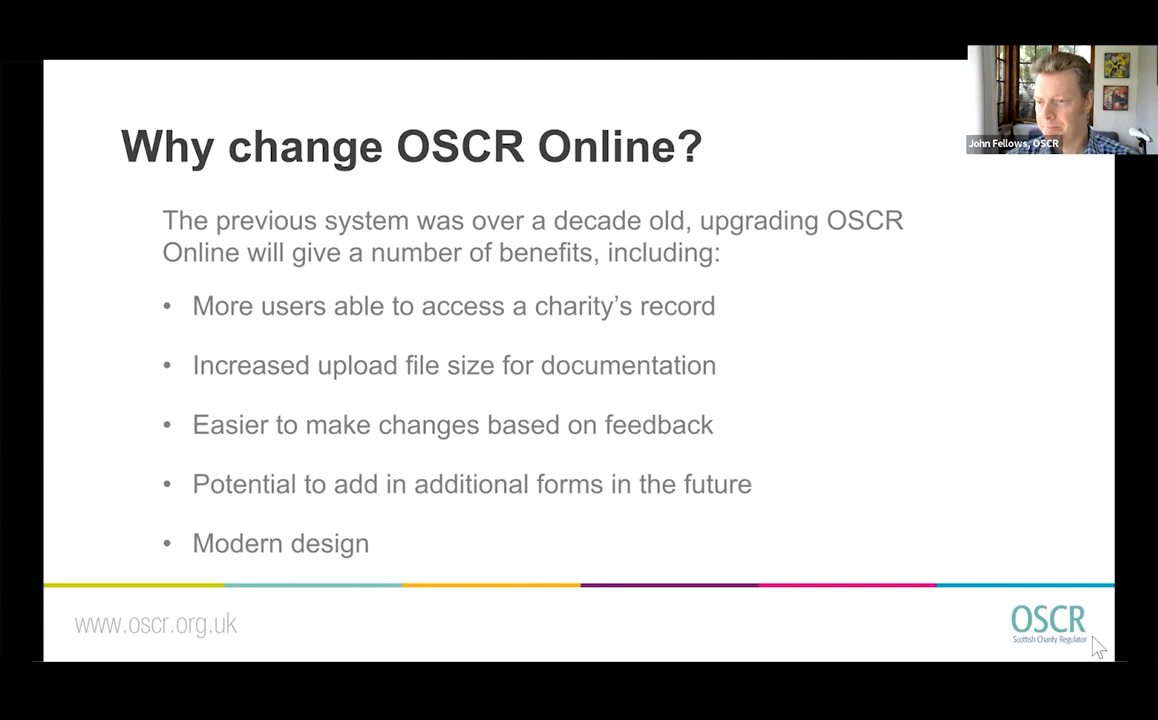 Why change OSCR Online?
John Fellows, OSCR
The previous system was over a decade old, upgrading OSCR
Online will give a number of benefits, including:
• More users able to access a charity’s record
• Increased upload file size for documentation
• Easier to make changes based on feedback
• Potential to add in additional forms in the future
• Modern design
www.oscr.org.uk
OSCR
Scottish Charity Regulator